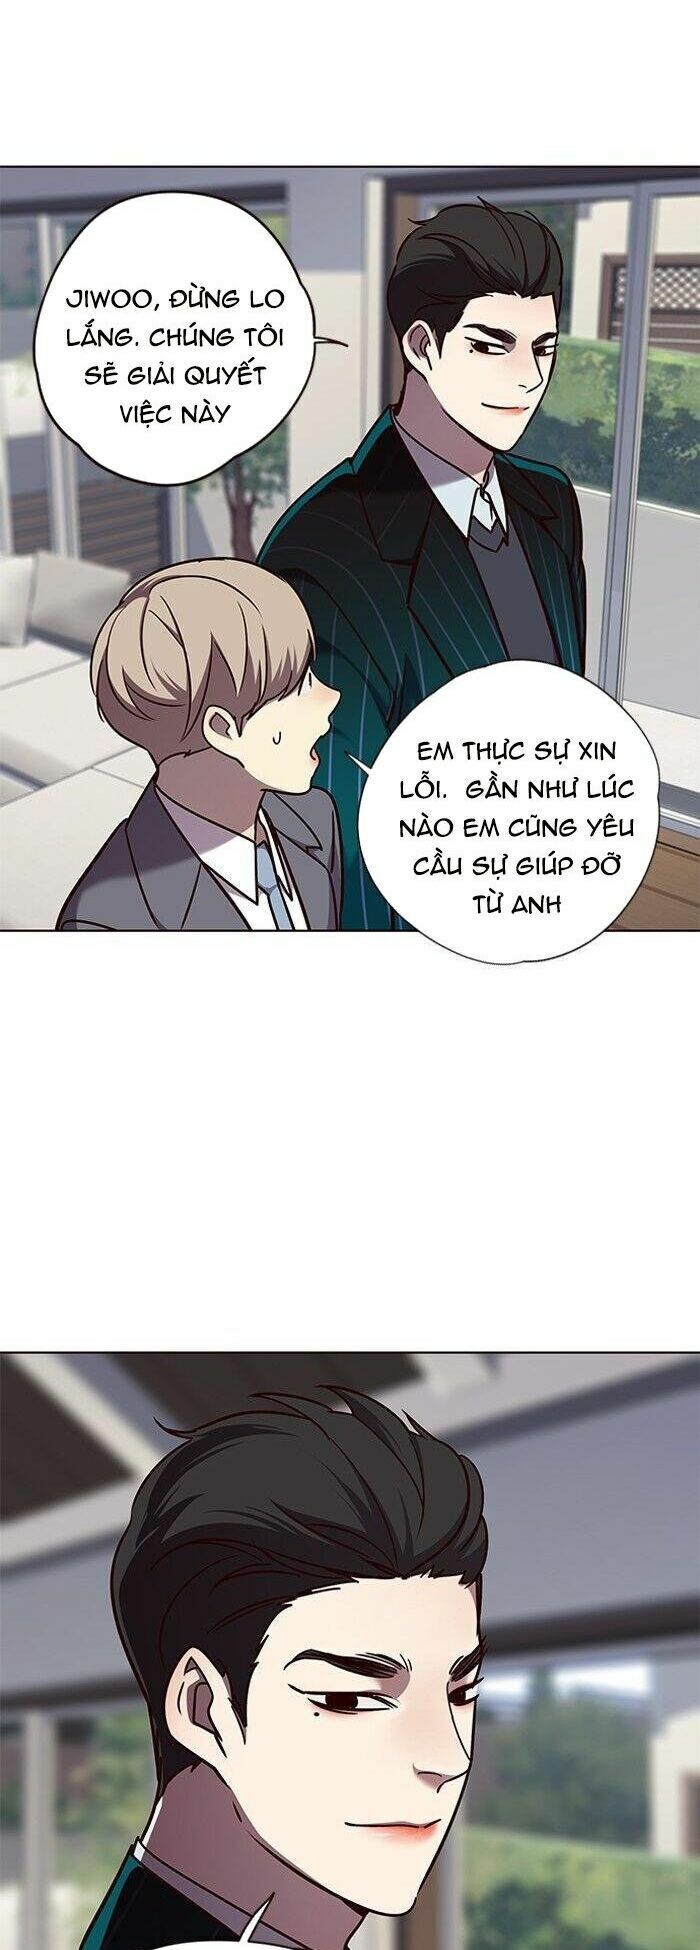 JIWOO, ĐỪNG LO
LẮNG. CHÚNG TÔI
SẼ GIẢI QUYẾT
VIỆC NÀY
EM THỰC SỰ XIN
LỖI. GẦN NHƯ LÚC
NÀO EM CŨNG YÊU
CẦU SỰ GIÚP ĐỠ
TỪ ANH